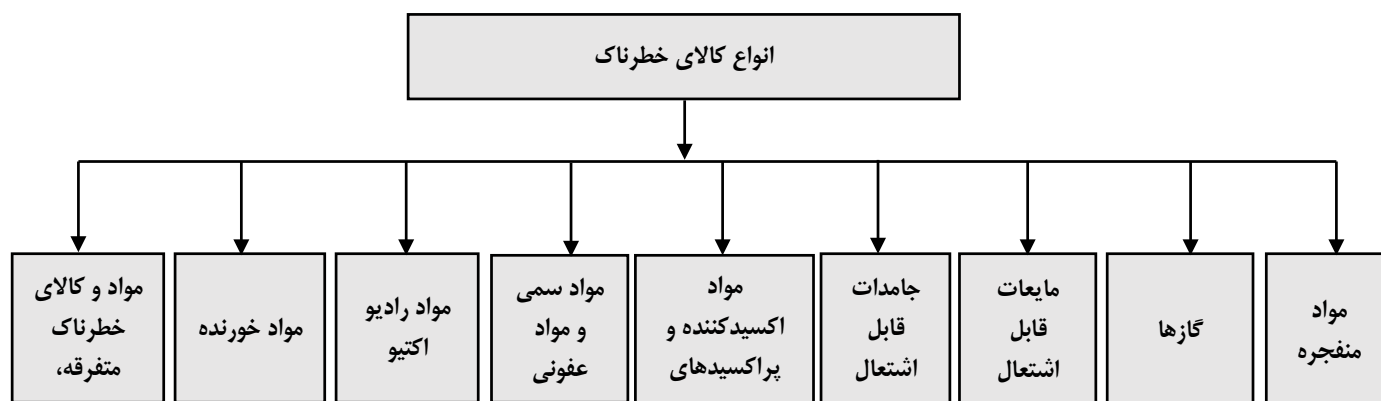 انواع کالای خطرناک
مواد
منفجره
گازها
مایعات
قابل
اشتعال
جامدات
قابل
اشتعال
مواد
اکسیدکننده و
پراکسیدهای
مواد سمی
و مواد
عفونی
مواد رادیو
اکتیو
مواد خورنده
مواد و کالای
خطرناک
متفرقه،